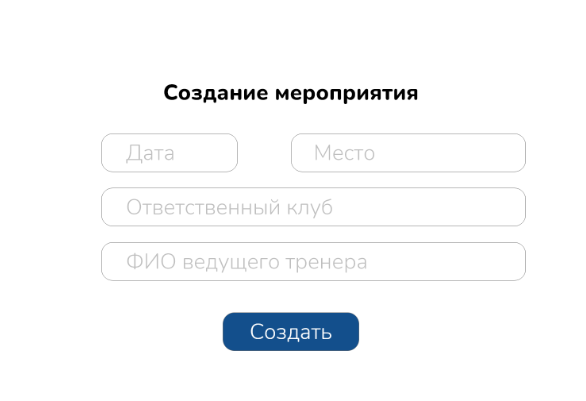 Создание мероприятия
Дата Место
Ответственный клуб
ФИО ведущего тренера
Создать